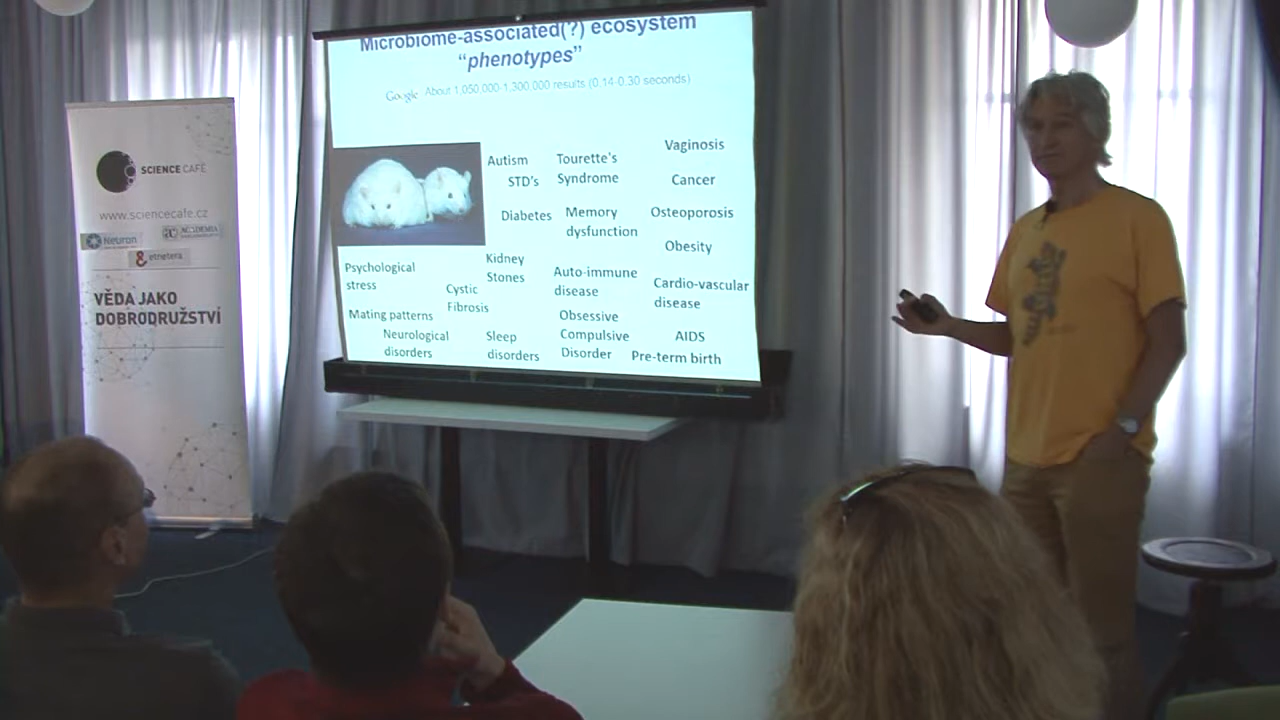 SCIENCE CAFÉ
www.sciencecafe.cz
Neuron
ACADEMIA
etnetera
VĚDA JAKO
DOBRODRUŽSTVÍ
Microbiome-associated(?) ecosystem
“phenotypes”
Google About 1,050,000-1,300,000 results (0.14-0.30 seconds)
Autism
STD's
Tourette's
Syndrome
Vaginosis
Cancer
Diabetes
Memory
dysfunction
Osteoporosis
Obesity
Psychological
stress
Kidney
Stones
Cystic
Fibrosis
Auto-immune
disease
Cardio-vascular
disease
Mating patterns
Neurological
disorders
Sleep
disorders
Obsessive
Compulsive
Disorder
AIDS
Pre-term birth